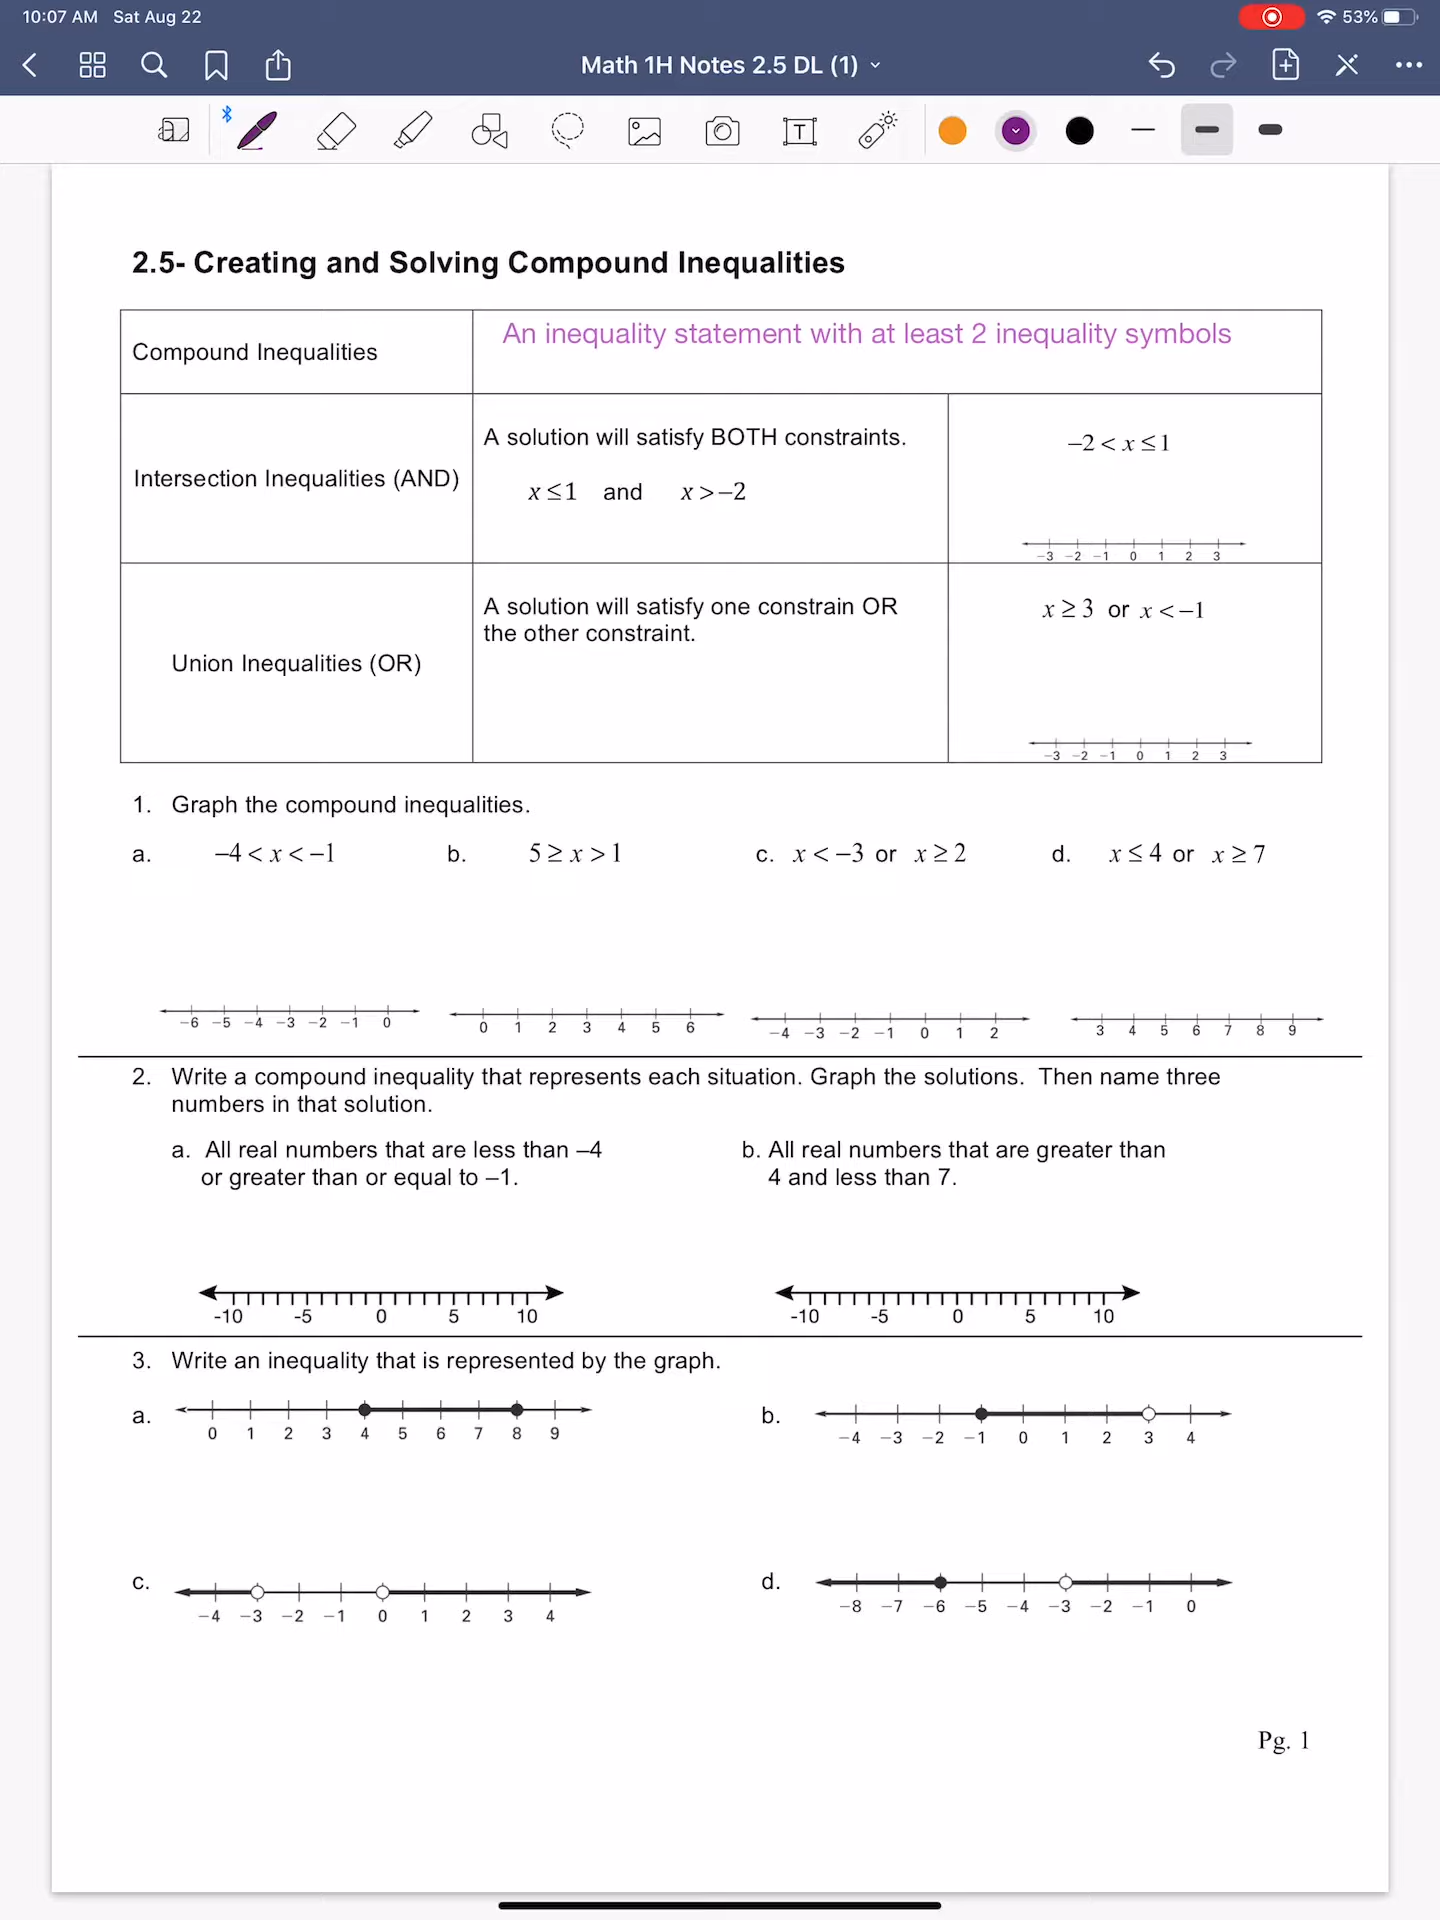 10:07 AM Sat Aug 22
53%
Math 1H Notes 2.5 DL (1)
2.5- Creating and Solving Compound Inequalities
Compound Inequalities
An inequality statement with at least 2 inequality symbols
Intersection Inequalities (AND)
A solution will satisfy BOTH constraints.
x ≤ 1 and x > −2
−2 < x ≤ 1
−3 −2 −1 0 1 2 3
Union Inequalities (OR)
A solution will satisfy one constrain OR
the other constraint.
x ≥ 3 or x < −1
−3 −2 −1 0 1 2 3
1. Graph the compound inequalities.
a. −4 < x < −1
b. 5 ≥ x > 1
c. x < −3 or x ≥ 2
d. x ≤ 4 or x ≥ 7
−6 −5 −4 −3 −2 −1 0
0 1 2 3 4 5 6
−4 −3 −2 −1 0 1 2
3 4 5 6 7 8 9
2. Write a compound inequality that represents each situation. Graph the solutions. Then name three
numbers in that solution.
a. All real numbers that are less than −4
or greater than or equal to −1.
b. All real numbers that are greater than
4 and less than 7.
-10 -5 0 5 10
-10 -5 0 5 10
3. Write an inequality that is represented by the graph.
a.
0 1 2 3 4 5 6 7 8 9
b.
−4 −3 −2 −1 0 1 2 3 4
c.
−4 −3 −2 −1 0 1 2 3 4
d.
−8 −7 −6 −5 −4 −3 −2 −1 0
Pg. 1